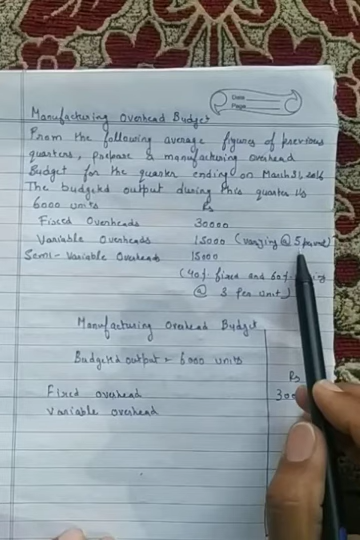 Date
Page
Manufacturing Overhead Budget
From the following average figures of previous
quarters, prepare a manufacturing overhead
Budget for the quarter ending on March 31, 2016
The budgeted output during this quarter is
6000 units Rs
Fixed Overheads 30000
Variable Overheads 15000 (varying @ 5 per unit)
Semi-Variable Overheads 15000
(40% fixed and 60%
@ 3 Per unit)
Manufacturing Overhead Budget
Budgeted output - 6000 units
Rs
Fixed overhead 300
Variable overhead